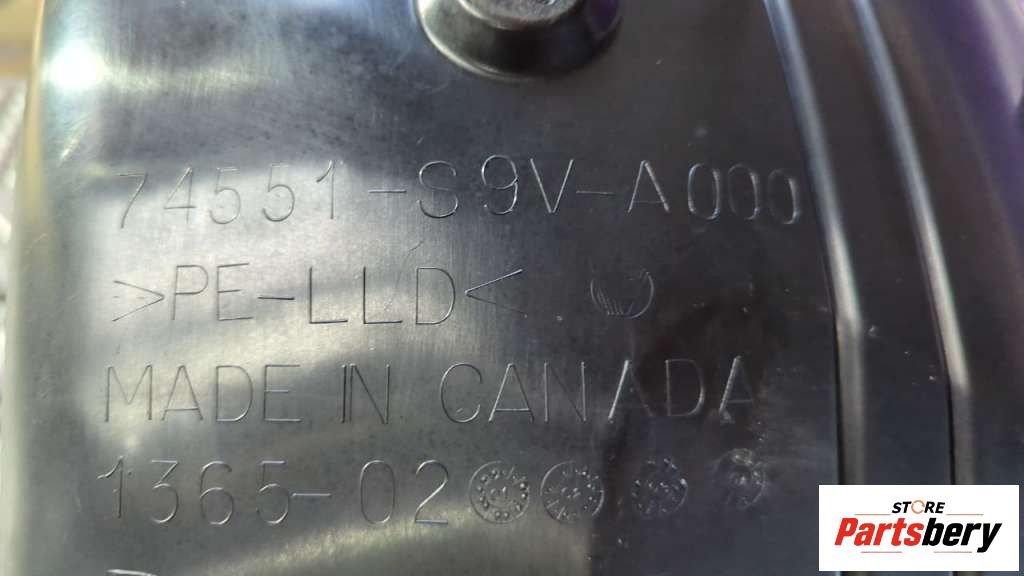 74551-S9V-A000
>PE-LLD<
MADE IN CANADA
1365-02
STORE
Partsbery